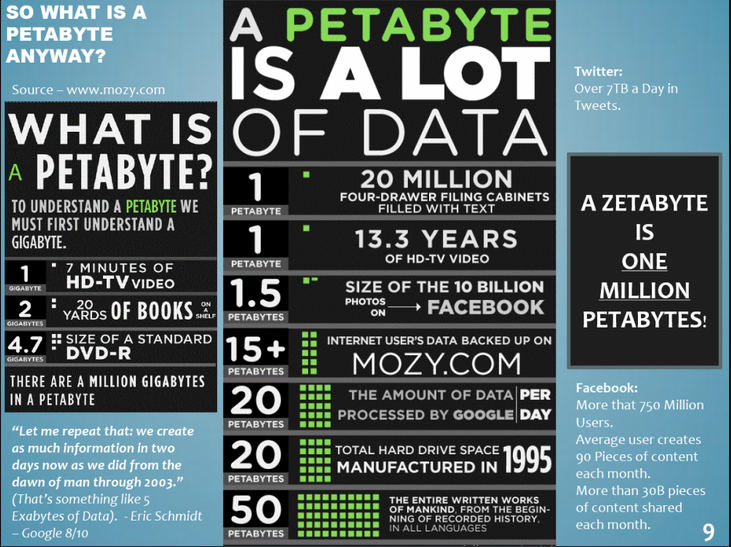 SO WHAT IS A
PETABYTE
ANYWAY?
Source – www.mozy.com
WHAT IS
A PETABYTE?
TO UNDERSTAND A PETABYTE WE
MUST FIRST UNDERSTAND A
GIGABYTE.
1 GIGABYTE
7 MINUTES OF
HD-TV VIDEO
2 GIGABYTES
20 YARDS OF BOOKS ON A SHELF
4.7 GIGABYTES
SIZE OF A STANDARD
DVD-R
THERE ARE A MILLION GIGABYTES
IN A PETABYTE
“Let me repeat that: we create
as much information in two
days now as we did from the
dawn of man through 2003.”
(That’s something like 5
Exabytes of Data). - Eric Schmidt
– Google 8/10
A PETABYTE
IS A LOT
OF DATA
1 PETABYTE
20 MILLION
FOUR-DRAWER FILING CABINETS
FILLED WITH TEXT
1 PETABYTE
13.3 YEARS
OF HD-TV VIDEO
1.5 PETABYTES
SIZE OF THE 10 BILLION
PHOTOS ON FACEBOOK
15+ PETABYTES
INTERNET USER'S DATA BACKED UP ON
MOZY.COM
20 PETABYTES
THE AMOUNT OF DATA PER
PROCESSED BY GOOGLE DAY
20 PETABYTES
TOTAL HARD DRIVE SPACE
MANUFACTURED IN 1995
50 PETABYTES
THE ENTIRE WRITTEN WORKS
OF MANKIND, FROM THE BEGIN-
NING OF RECORDED HISTORY,
IN ALL LANGUAGES
Twitter:
Over 7TB a Day in
Tweets.
A ZETABYTE
IS
ONE
MILLION
PETABYTES!
Facebook:
More that 750 Million
Users.
Average user creates
90 Pieces of content
each month.
More than 30B pieces
of content shared
each month.
9